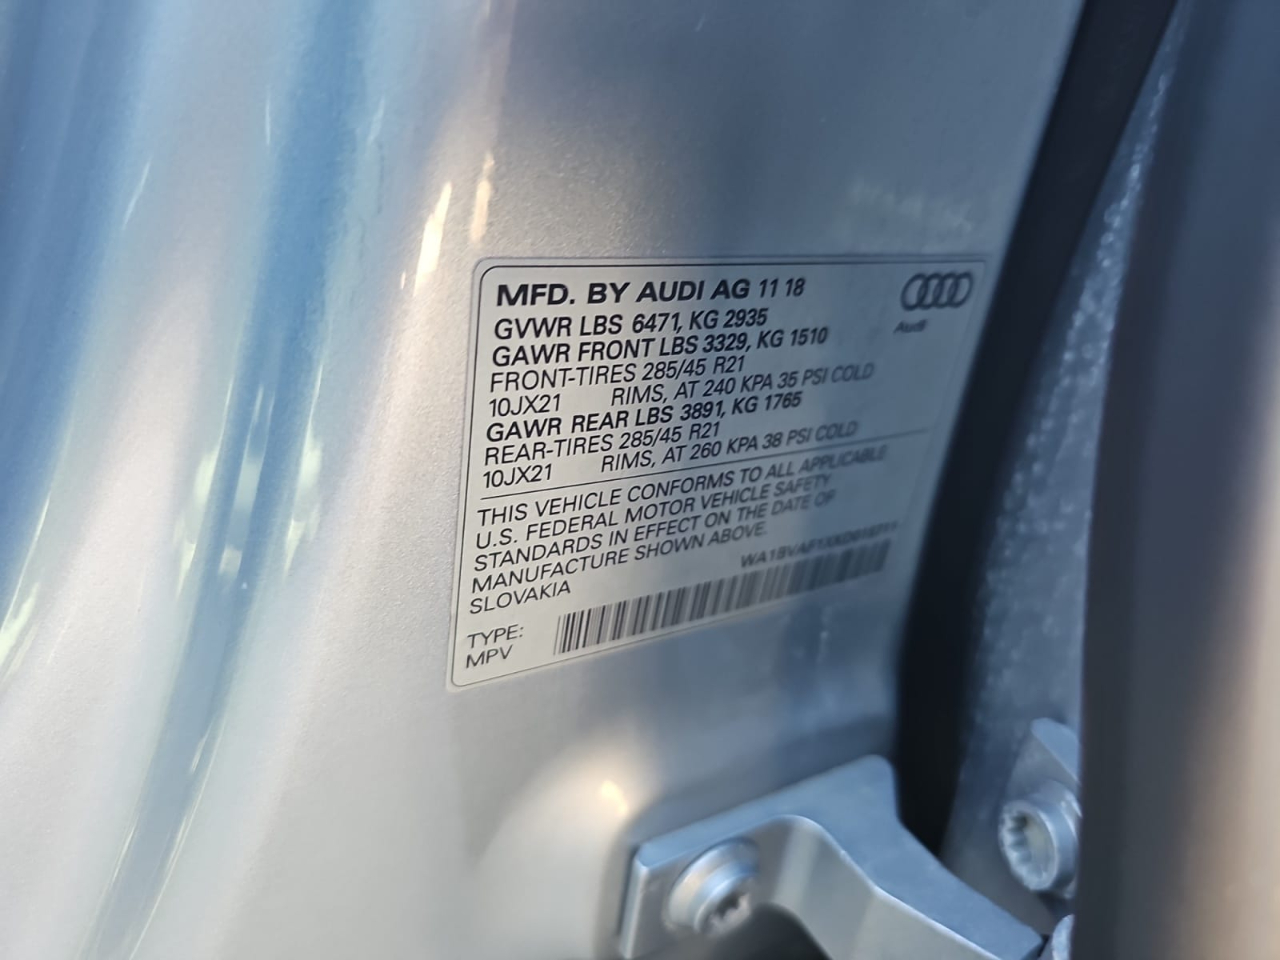 MFD. BY AUDI AG 11 18
Audi
GVWR LBS 6471, KG 2935
GAWR FRONT LBS 3329, KG 1510
FRONT-TIRES 285/45 R21
10JX21 RIMS, AT 240 KPA 35 PSI COLD
GAWR REAR LBS 3891, KG 1765
REAR-TIRES 285/45 R21
10JX21 RIMS, AT 260 KPA 38 PSI COLD
THIS VEHICLE CONFORMS TO ALL APPLICABLE
U.S. FEDERAL MOTOR VEHICLE SAFETY
STANDARDS IN EFFECT ON THE DATE OF
MANUFACTURE SHOWN ABOVE.
SLOVAKIA
TYPE:
MPV